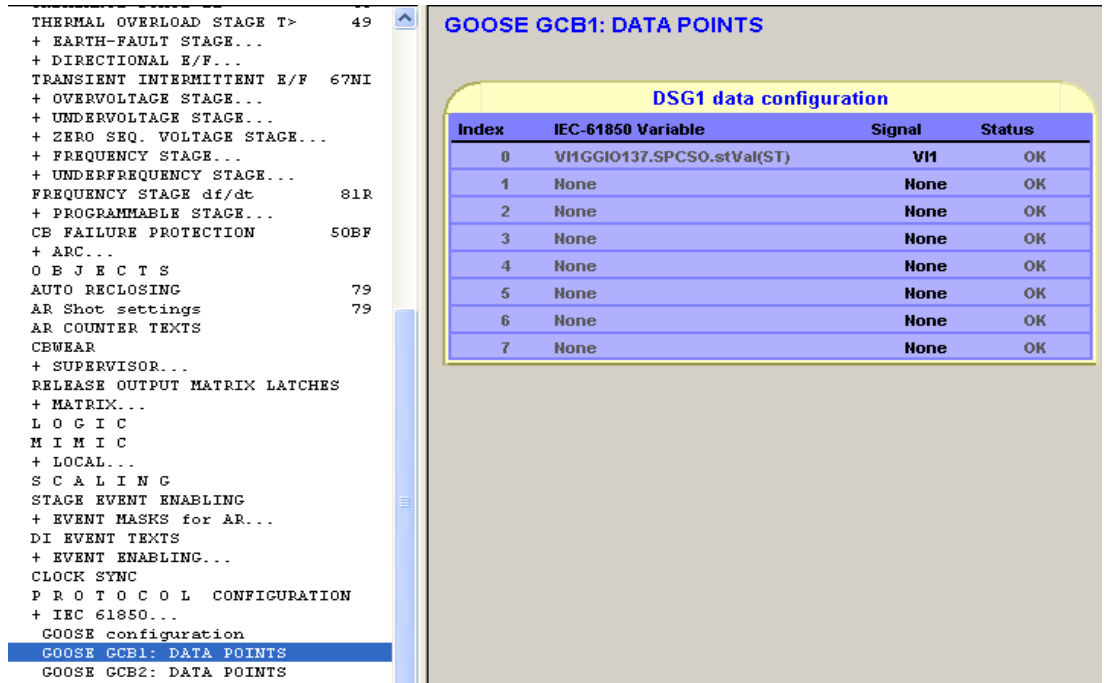 THERMAL OVERLOAD STAGE T> 49
+ EARTH-FAULT STAGE...
+ DIRECTIONAL E/F...
TRANSIENT INTERMITTENT E/F 67NI
+ OVERVOLTAGE STAGE...
+ UNDERVOLTAGE STAGE...
+ ZERO SEQ. VOLTAGE STAGE...
+ FREQUENCY STAGE...
+ UNDERFREQUENCY STAGE...
FREQUENCY STAGE df/dt 81R
+ PROGRAMMABLE STAGE...
CB FAILURE PROTECTION 50BF
+ ARC...
O B J E C T S
AUTO RECLOSING 79
AR Shot settings 79
AR COUNTER TEXTS
CBWEAR
+ SUPERVISOR...
RELEASE OUTPUT MATRIX LATCHES
+ MATRIX...
L O G I C
M I M I C
+ LOCAL...
S C A L I N G
STAGE EVENT ENABLING
+ EVENT MASKS for AR...
DI EVENT TEXTS
+ EVENT ENABLING...
CLOCK SYNC
P R O T O C O L CONFIGURATION
+ IEC 61850...
GOOSE configuration
GOOSE GCB1: DATA POINTS
GOOSE GCB2: DATA POINTS
GOOSE GCB1: DATA POINTS
DSG1 data configuration
Index IEC-61850 Variable Signal Status
0 VI1GGIO137.SPCSO.stVal(ST) VI1 OK
1 None None OK
2 None None OK
3 None None OK
4 None None OK
5 None None OK
6 None None OK
7 None None OK